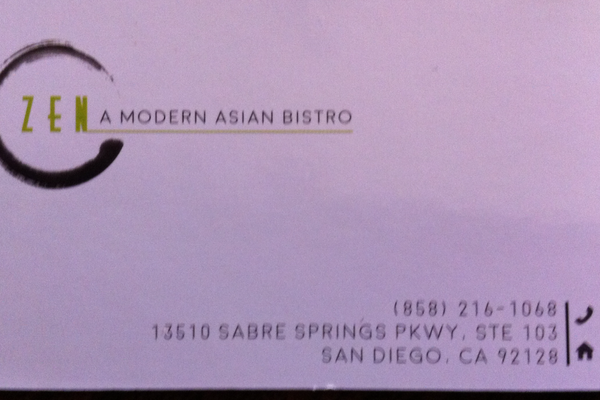 ZEN A MODERN ASIAN BISTRO
(858) 216-1068
13510 SABRE SPRINGS PKWY, STE 103
SAN DIEGO, CA 92128